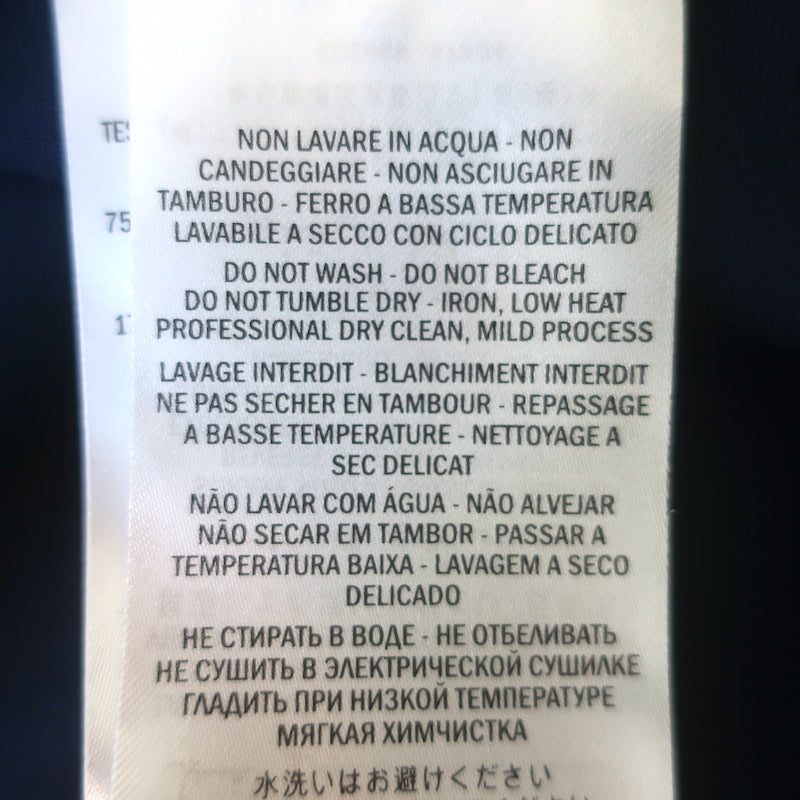 TES
75
NON LAVARE IN ACQUA - NON
CANDEGGIARE - NON ASCIUGARE IN
TAMBURO - FERRO A BASSA TEMPERATURA
LAVABILE A SECCO CON CICLO DELICATO
DO NOT WASH - DO NOT BLEACH
DO NOT TUMBLE DRY - IRON, LOW HEAT
PROFESSIONAL DRY CLEAN, MILD PROCESS
LAVAGE INTERDIT - BLANCHIMENT INTERDIT
NE PAS SECHER EN TAMBOUR - REPASSAGE
A BASSE TEMPERATURE - NETTOYAGE A
SEC DELICAT
NÃO LAVAR COM ÁGUA - NÃO ALVEJAR
NÃO SECAR EM TAMBOR - PASSAR A
TEMPERATURA BAIXA - LAVAGEM A SECO
DELICADO
НЕ СТИРАТЬ В ВОДЕ - НЕ ОТБЕЛИВАТЬ
НЕ СУШИТЬ В ЭЛЕКТРИЧЕСКОЙ СУШИЛКЕ
ГЛАДИТЬ ПРИ НИЗКОЙ ТЕМПЕРАТУРЕ
МЯГКАЯ ХИМЧИСТКА
水洗いはお避けください